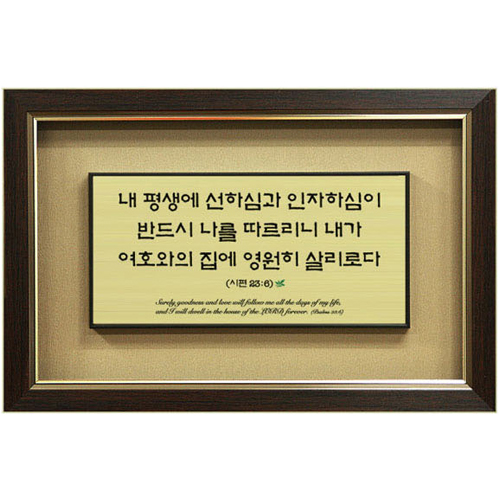 내 평생에 선하심과 인자하심이
반드시 나를 따르리니 내가
여호와의 집에 영원히 살리로다
(시편 23:6)
Surely goodness and love will follow me all the days of my life,
and I will dwell in the house of the LORD forever. (Psalms 23:6)